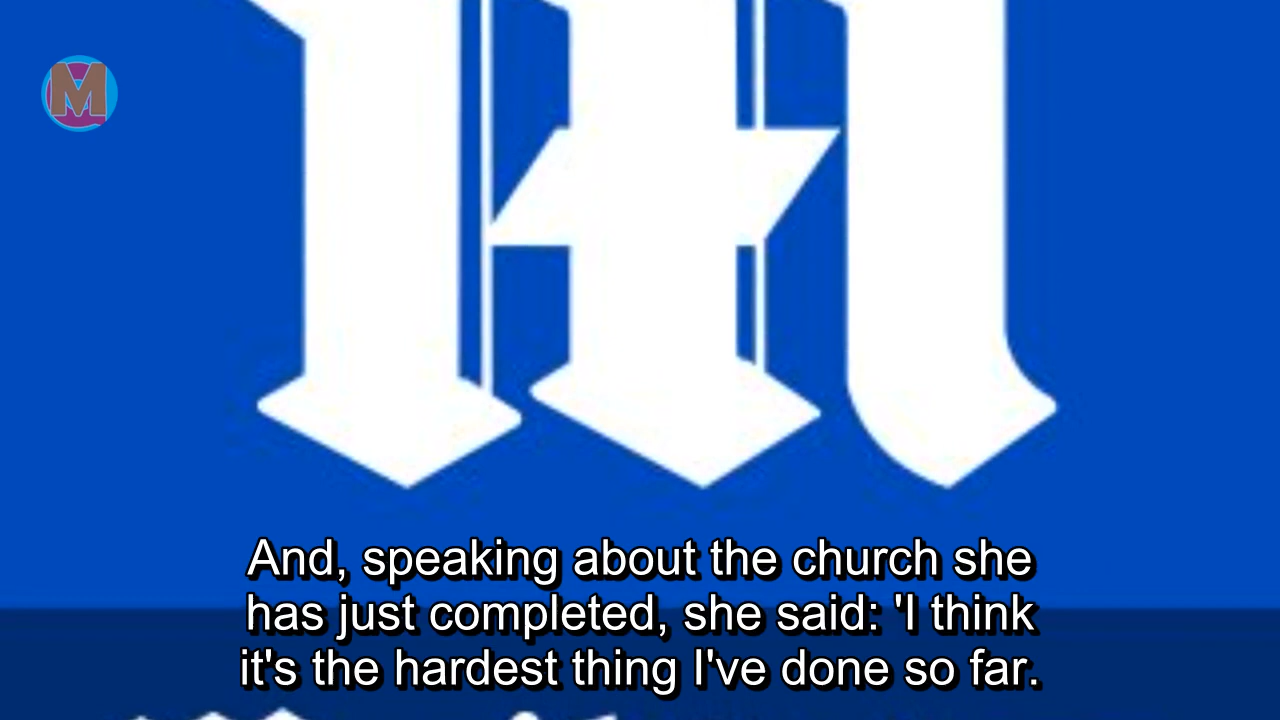 M
m
And, speaking about the church she
has just completed, she said: 'I think
it's the hardest thing I've done so far.